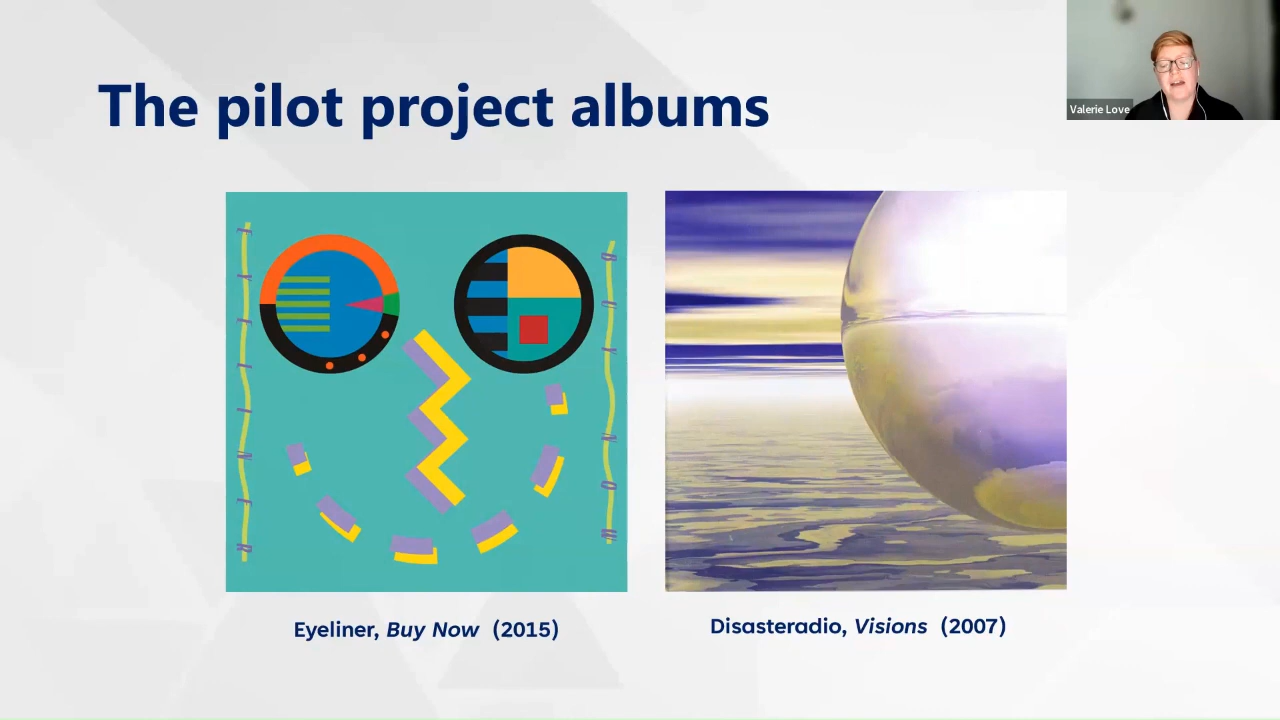 The pilot project albums
Valerie Love
Eyeliner, Buy Now (2015)
Disasteradio, Visions (2007)